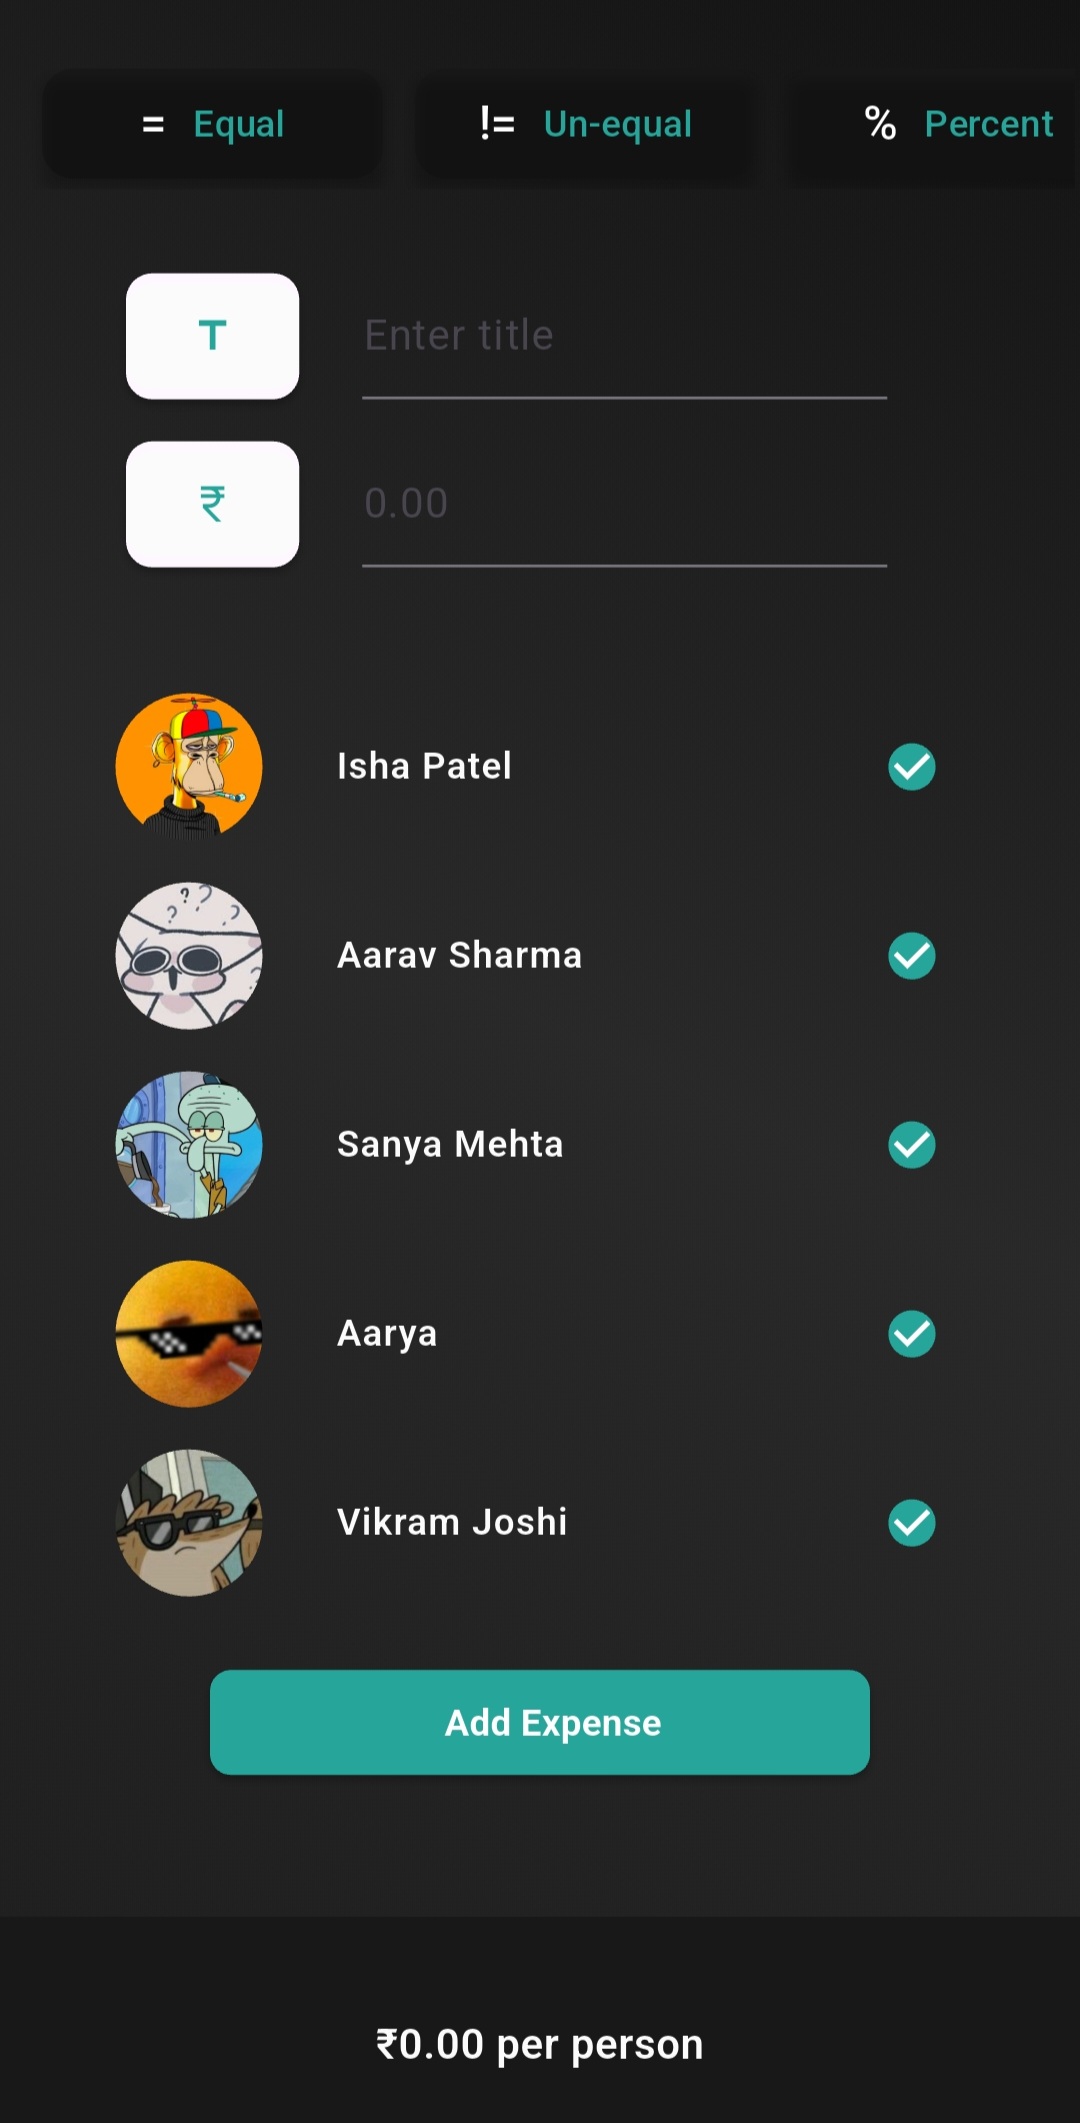 = Equal != Un-equal % Percent
T Enter title
₹ 0.00
Isha Patel
? ? ? ?
Aarav Sharma
Sanya Mehta
Aarya
Vikram Joshi
Add Expense
₹0.00 per person